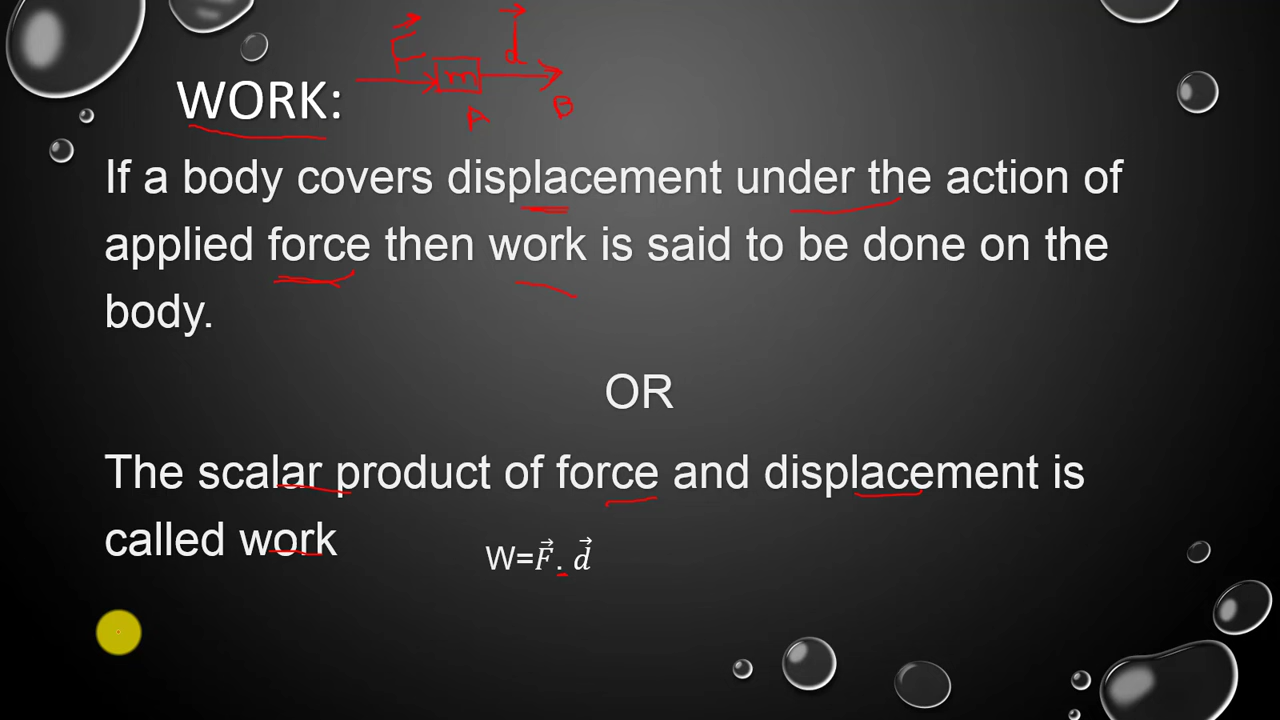 F d
WORK: m
A B
If a body covers displacement under the action of
applied force then work is said to be done on the
body.
OR
The scalar product of force and displacement is
called work
W=F⃗. d⃗